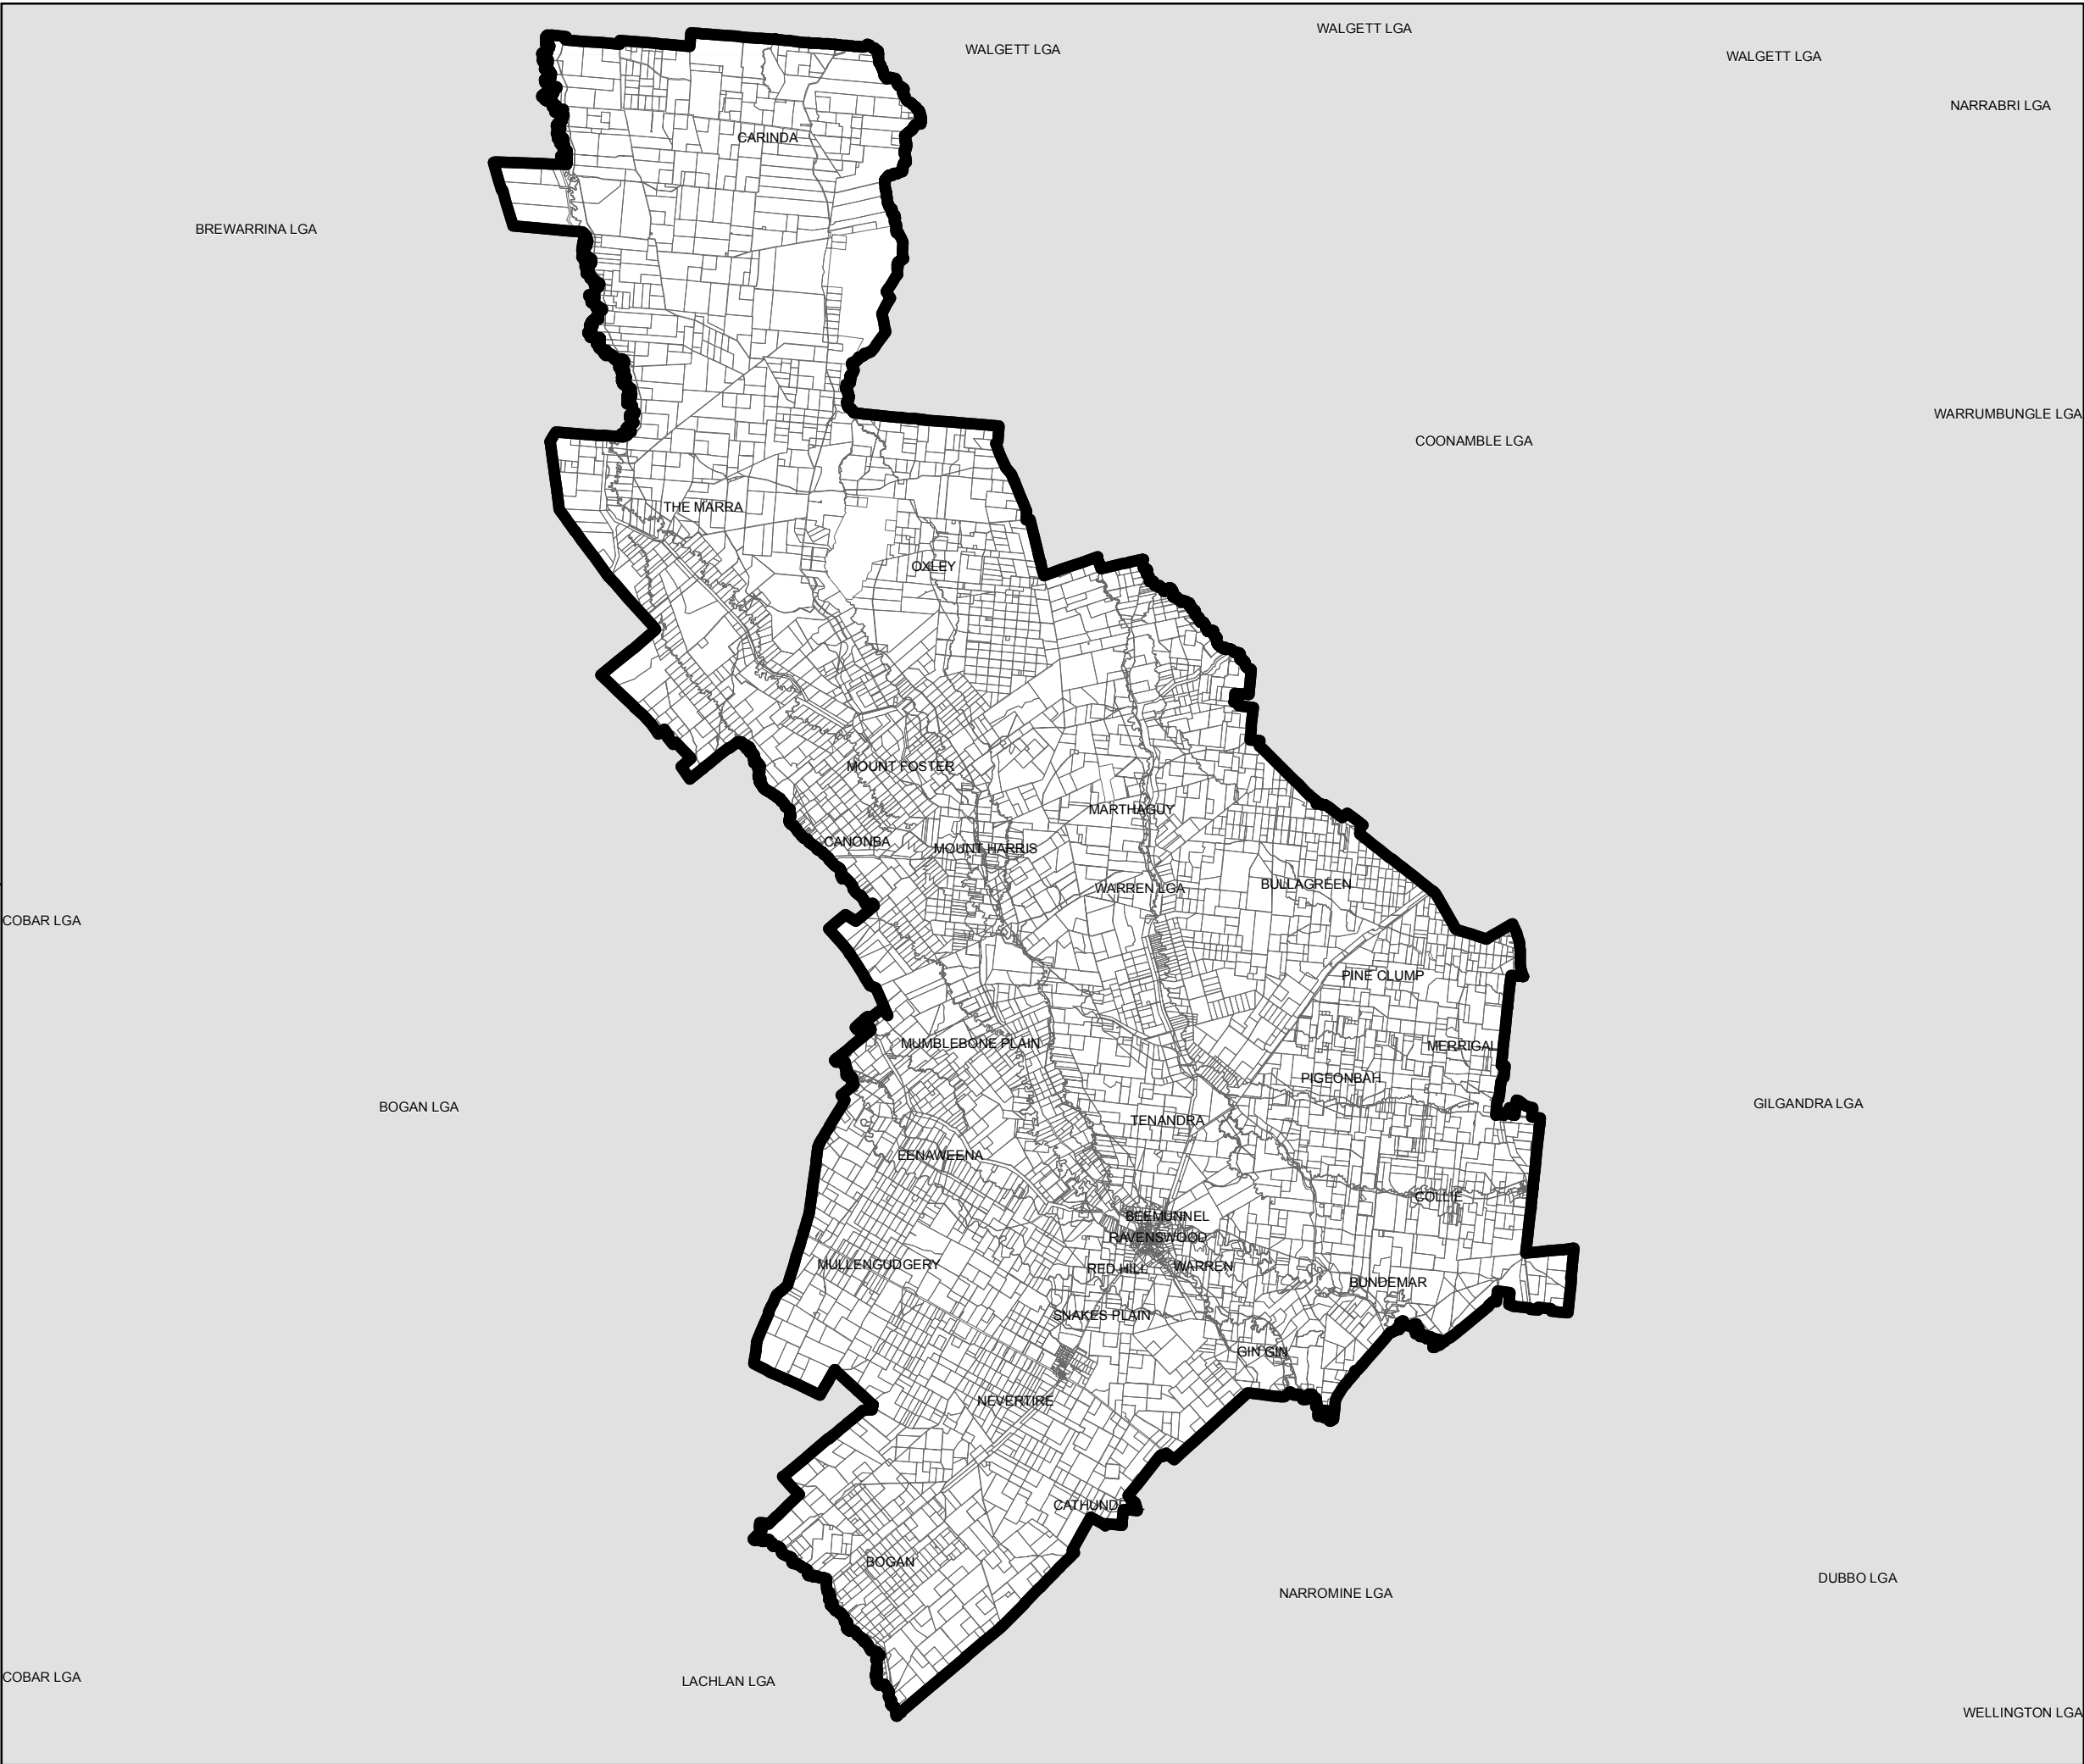 WALGETT LGA
WALGETT LGA
WALGETT LGA
NARRABRI LGA
CARINDA
BREWARRINA LGA
WARRUMBUNGLE LGA
COONAMBLE LGA
THE MARRA
OXLEY
MOUNT FOSTER
MARTHAGUY
CANONBA
MOUNT HARRIS
BULLAGREEN
WARREN LGA
COBAR LGA
PINE CLUMP
MUMBLEBONE PLAIN
MERRIGAL
PIGEONBAH
GILGANDRA LGA
BOGAN LGA
TENANDRA
EENAWEENA
COLLIE
BEEMUNNEL
RAVENSWOOD
MULLENGUDGERY
RED HILL
WARREN
BUNDEMAR
SNAKES PLAIN
GIN GIN
NEVERTIRE
BOGAN
DUBBO LGA
NARROMINE LGA
COBAR LGA
LACHLAN LGA
WELLINGTON LGA